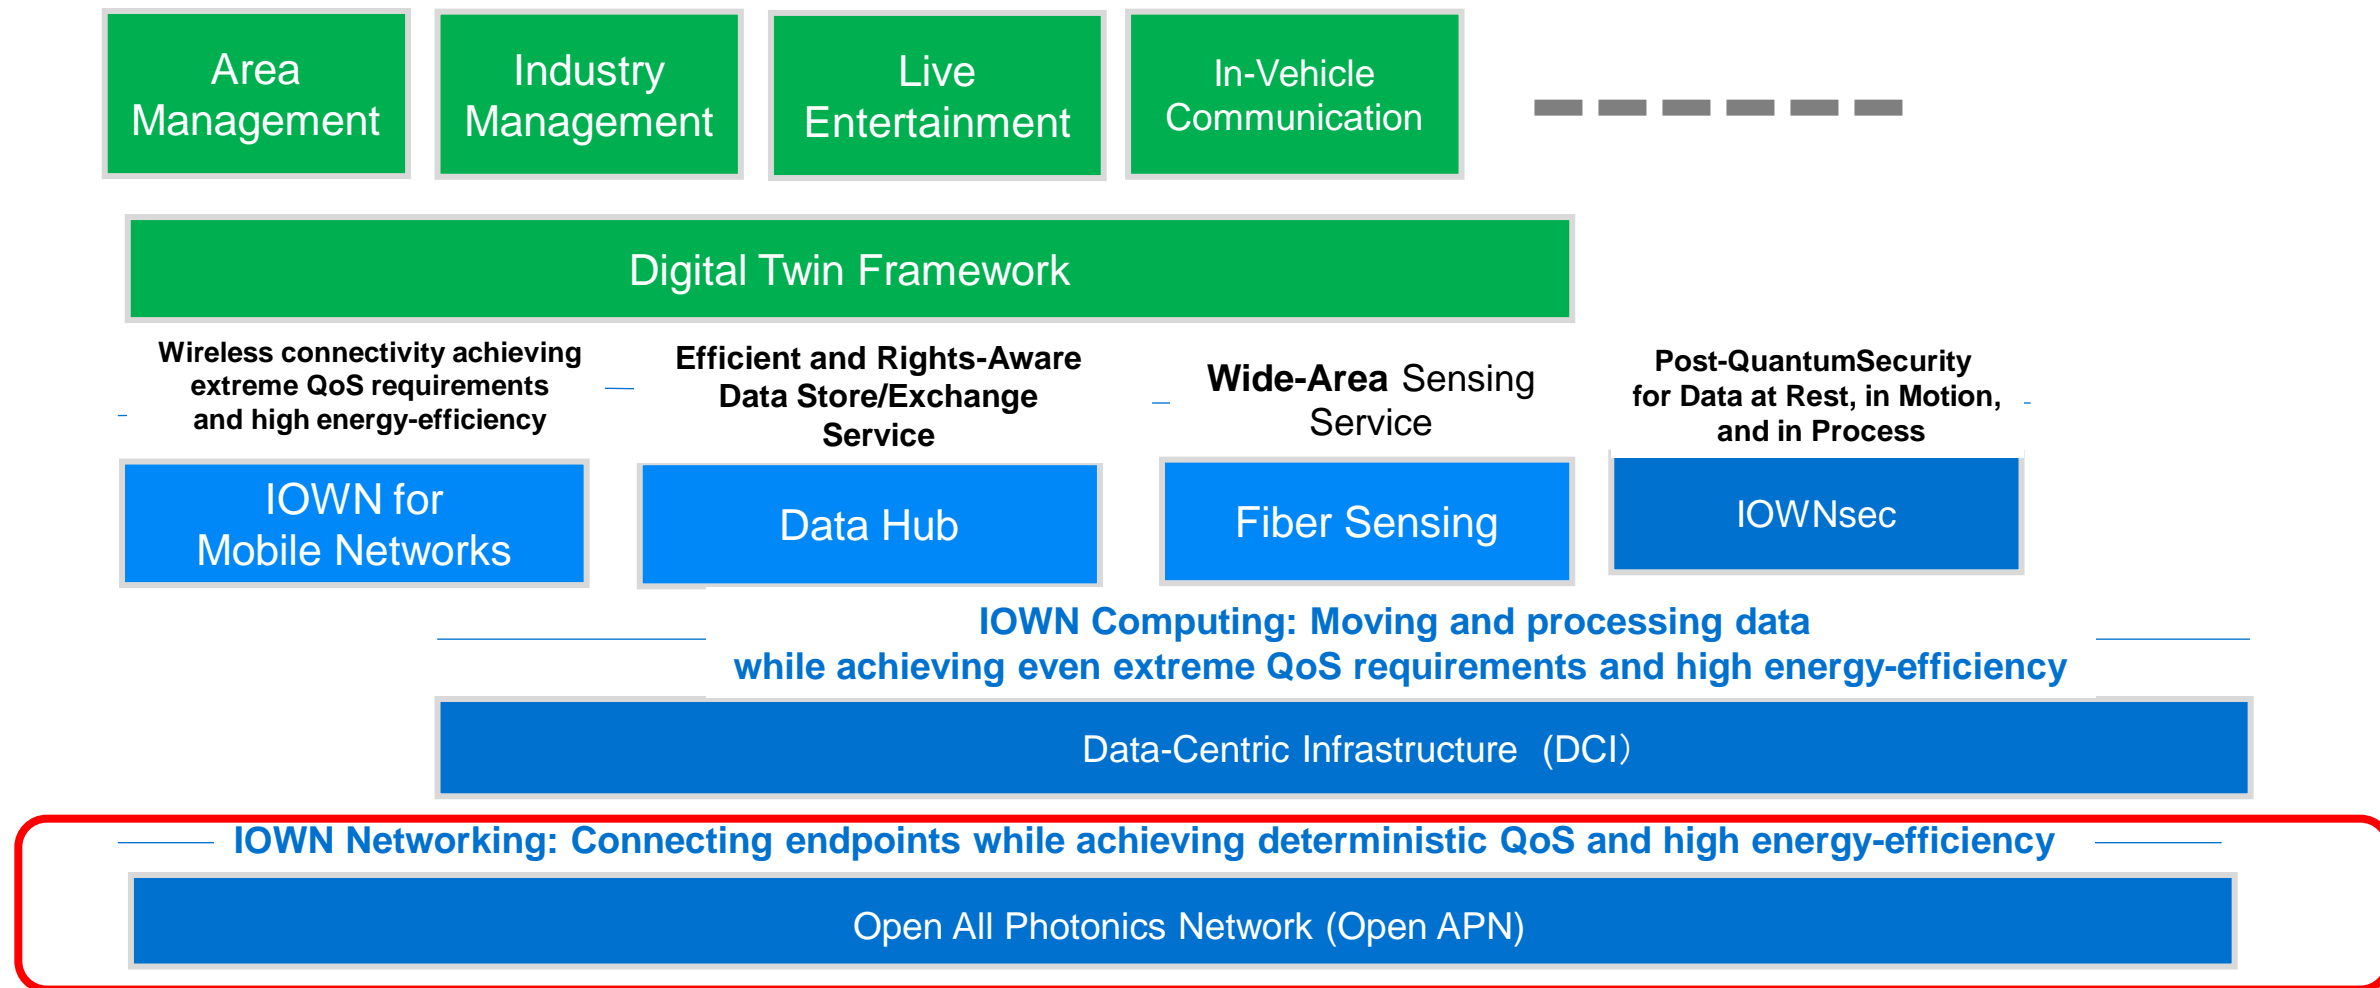 Area
Management
Industry
Management
Live
Entertainment
In-Vehicle
Communication
Digital Twin Framework
Wireless connectivity achieving
extreme QoS requirements
and high energy-efficiency
Efficient and Rights-Aware
Data Store/Exchange
Service
Wide-Area Sensing
Service
Post-QuantumSecurity
for Data at Rest, in Motion,
and in Process
IOWN for
Mobile Networks
Data Hub
Fiber Sensing
IOWNsec
IOWN Computing: Moving and processing data
while achieving even extreme QoS requirements and high energy-efficiency
Data-Centric Infrastructure (DCI）
IOWN Networking: Connecting endpoints while achieving deterministic QoS and high energy-efficiency
Open All Photonics Network (Open APN)